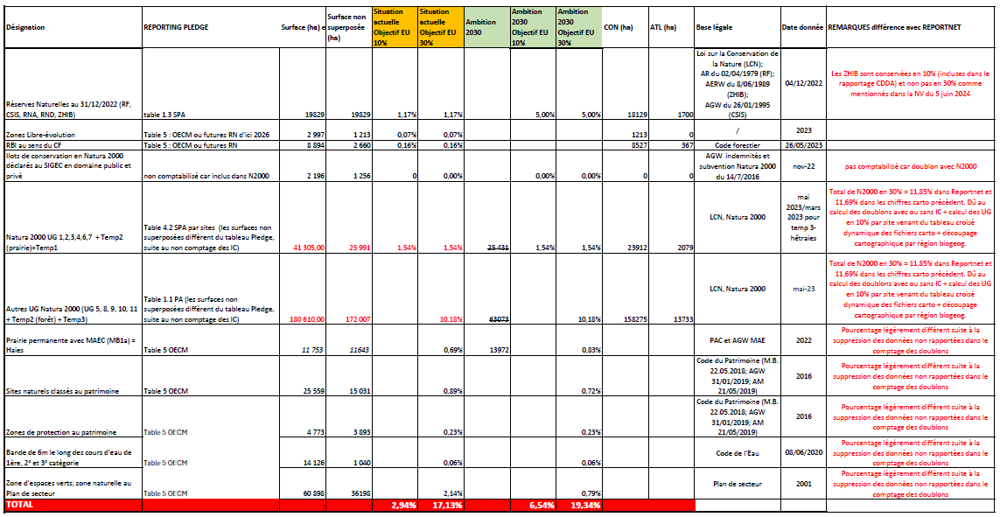 Désignation
REPORTING PLEDGE
Surface (ha) e
Surface non
superposée
(ha)
Situation
actuelle
Objectif EU
10%
Situation
actuelle
Objectif EU
30%
Ambition
2030
Ambition
2030
Objectif EU
10%
Ambition
2030
Objectif EU
30%
CON (ha)
ATL (ha)
Base légale
Date donnée
REMARQUES différence avec REPORTNET
Réserves Naturelles au 31/12/2022 (RF,
CSIS, RNA, RND, ZHIB)
table 1.3 SPA
19829
19829
1,17%
1,17%
5,00%
5,00%
18129
1700
Loi sur la Conservation de
la Nature (LCN);
AR du 02/04/1979 (RF);
AERW du 8/06/1989
(ZHIB);
AGW du 26/01/1995
(CSIS)
04/12/2022
Les ZHIB sont conservées en 10% (incluses dans le
rapportage CDDA) et non pas en 30% comme
mentionnés dans la NV du 5 juin 2024
Zones Libre-évolution
Table 5 : OECM ou futures RN d'ici 2026
2 997
1 213
0,07%
0,07%
1213
0
/
2023
RBI au sens du CF
Table 5 : OECM ou futures RN
8 894
2 660
0,16%
0,16%
8527
367
Code forestier
26/05/2023
Ilots de conservation en Natura 2000
déclarés au SIGEC en domaine public et
privé
non comptabilisé car inclus dans N2000
2 196
1 256
0
0,00%
0,00%
0,00%
0
0
AGW indemnités et
subvention Natura 2000
du 14/7/2016
nov-22
pas comptabilisé car doublon avec N2000
Natura 2000 UG 1,2,3,4,6,7 + Temp2
(prairie)+Temp1
Table 4.2 SPA par sites (les surfaces non
superposées diffèrent du tableau Pledge,
suite au non comptage des IC)
41 305,00
25 991
1,54%
1,54%
25 431
1,54%
1,54%
23912
2079
LCN, Natura 2000
mai
2023/mars
2023 pour
temp 3-
hêtraies
Total de N2000 en 30% = 11,85% dans Reportnet et
11,69% dans les chiffres carto précédent. Dû au
calcul des doublons avec ou sans IC + calcul des UG
en 10% par site venant du tableau croisé
dynamique des fichiers carto + découpage
cartographique par région biogeog.
Autres UG Natura 2000 (UG 5, 8, 9, 10, 11
+ Temp2 (forêt) + Temp3)
Table 1.1 PA (les surfaces non
superposées diffèrent du tableau Pledge,
suite au non comptage des IC)
180 610,00
172 007
10,18%
63073
10,18%
158275
13733
LCN, Natura 2000
mai-23
Total de N2000 en 30% = 11,85% dans Reportnet et
11,69% dans les chiffres carto précédent. Dû au
calcul des doublons avec ou sans IC + calcul des UG
en 10% par site venant du tableau croisé
dynamique des fichiers carto + découpage
cartographique par région biogeog.
Prairie permanente avec MAEC (MB1a) =
Haies
Table 5 OECM
11 753
11643
0,69%
13972
0,83%
PAC et AGW MAE
2022
Pourcentage légèrement différent suite à la
suppression des données non rapportées dans le
comptage des doublons
Sites naturels classés au patrimoine
Table 5 OECM
25 559
15 031
0,89%
0,72%
Code du Patrimoine (M.B.
22.05.2018; AGW
31/01/2019; AM
21/05/2019)
2016
Pourcentage légèrement différent suite à la
suppression des données non rapportées dans le
comptage des doublons
Zones de protection au patrimoine
Table 5 OECM
4 773
3 893
0,23%
0,23%
Code du Patrimoine (M.B.
22.05.2018; AGW
31/01/2019; AM
21/05/2019)
2016
Pourcentage légèrement différent suite à la
suppression des données non rapportées dans le
comptage des doublons
Bande de 6m le long des cours d'eau de
1ère, 2° et 3° catégorie
Table 5 OECM
14 126
1 040
0,06%
0,06%
Code de l'Eau
08/06/2020
Pourcentage légèrement différent suite à la
suppression des données non rapportées dans le
comptage des doublons
Zone d'espaces verts, zone naturelle au
Plan de secteur
Table 5 OECM
60 898
36198
2,14%
0,79%
Plan de secteur
2001
Pourcentage légèrement différent suite à la
suppression des données non rapportées dans le
comptage des doublons
TOTAL
2,94%
17,13%
6,54%
19,34%